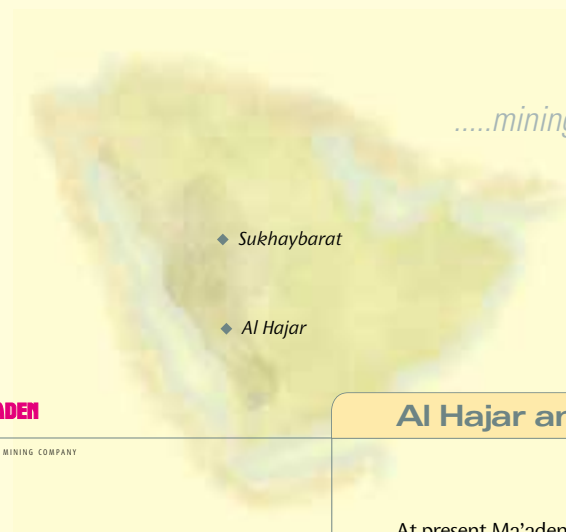 .....mining
Sukhaybarat
Al Hajar
ADEN
MINING COMPANY
Al Hajar an
At present Ma'aden